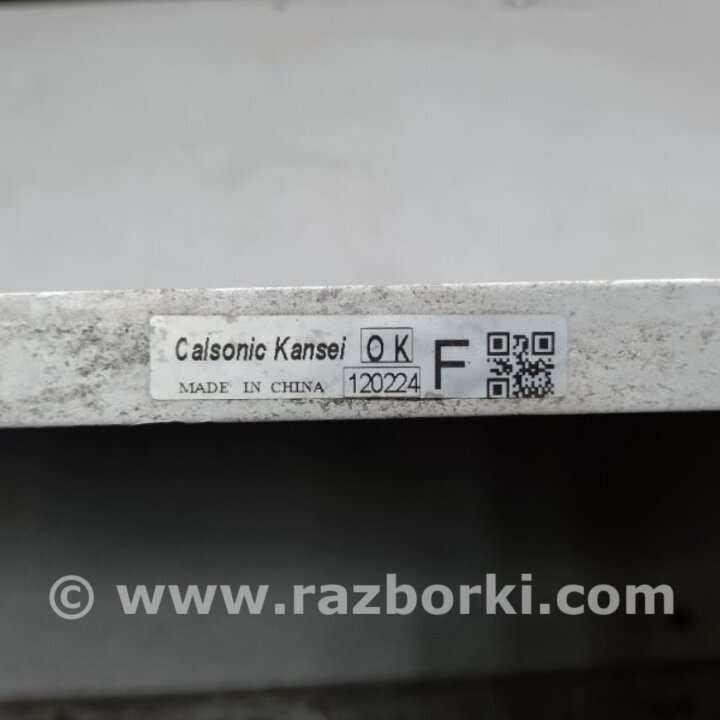 Calsonic Kansei OK F
MADE IN CHINA 120224
© www.razborki.com